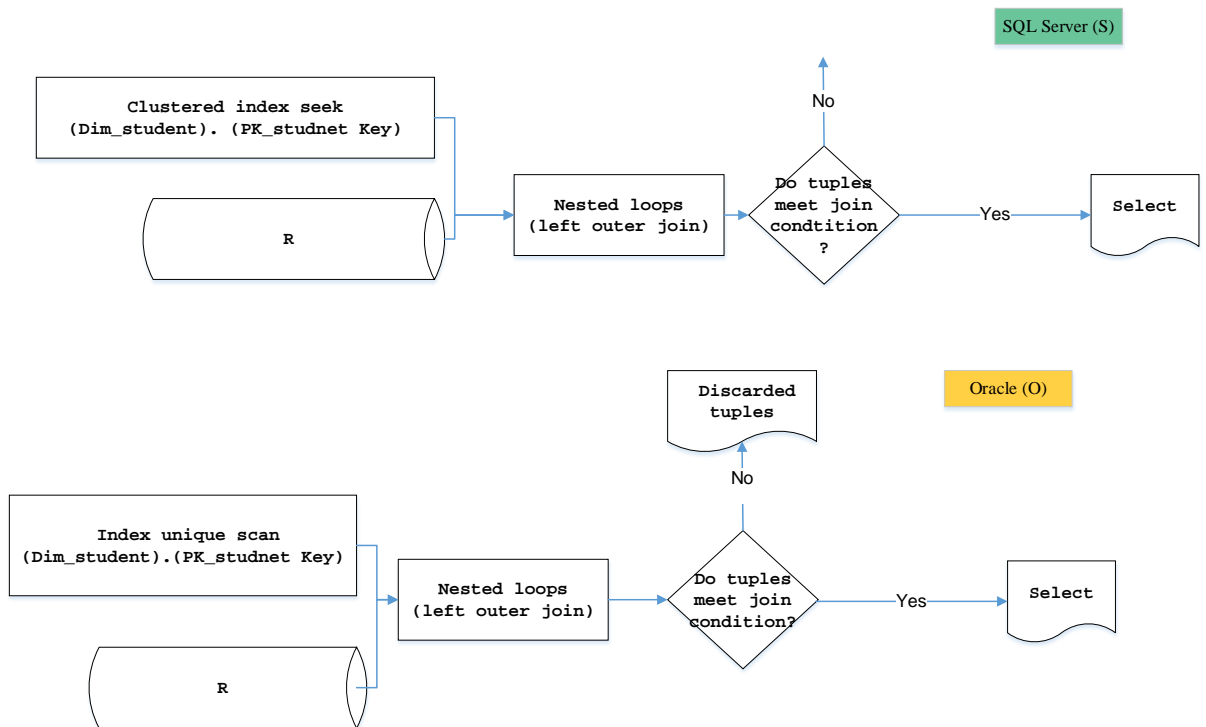 SQL Server (S)
No
Clustered index seek
(Dim_student). (PK_studnet Key)
R
Nested loops
(left outer join)
Do tuples
meet join
condtition
?
Yes
Select
Discarded
tuples
Oracle (O)
No
Index unique scan
(Dim_student).(PK_studnet Key)
R
Nested loops
(left outer join)
Do tuples
meet join
condition?
Yes
Select